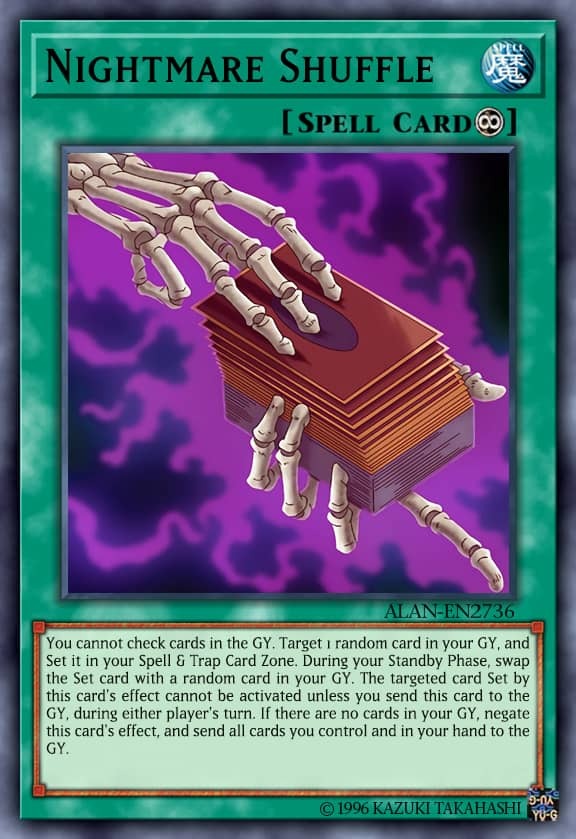 NIGHTMARE SHUFFLE
SPELL
魔
[SPELL CARD♾]
ALAN-EN2736
You cannot check cards in the GY. Target 1 random card in your GY, and
Set it in your Spell & Trap Card Zone. During your Standby Phase, swap
the Set card with a random card in your GY. The targeted card Set by
this card's effect cannot be activated unless you send this card to the
GY, during either player's turn. If there are no cards in your GY, negate
this card's effect, and send all cards you control and in your hand to the
GY.
© 1996 KAZUKI TAKAHASHI
YU-G
YU-G